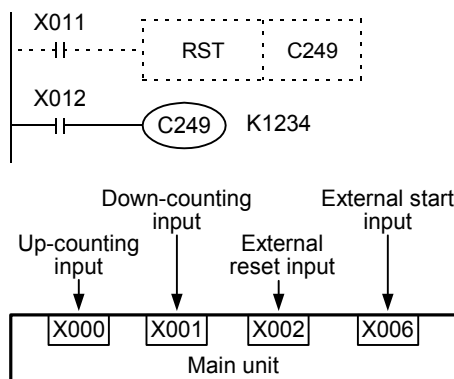 X011
RST C249
X012
C249 K1234
Down-counting
input
External start
input
Up-counting
input
External
reset input
X000 X001 X002 X006
Main unit